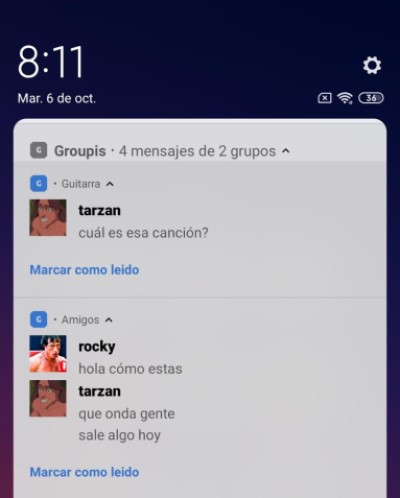 8:11
Mar. 6 de oct.
36
G Groupis · 4 mensajes de 2 grupos
G · Guitarra
tarzan
cuál es esa canción?
Marcar como leido
G · Amigos
rocky
hola cómo estas
tarzan
que onda gente
sale algo hoy
Marcar como leido